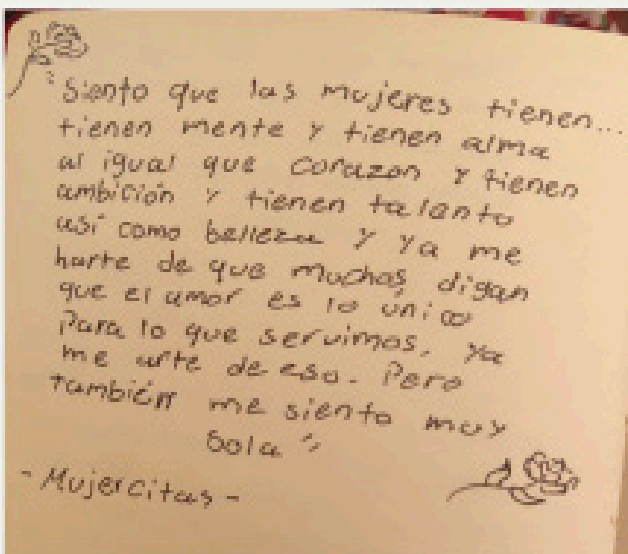 "Siento que las mujeres tienen...
tienen mente y tienen alma
al igual que corazon y tienen
ambición y tienen talento
asi como belleza y ya me
harte de que muchos digan
que el amor es lo único
Para lo que servimos, ya
me arte de eso. Pero
también me siento muy
Sola"
- Mujercitas -